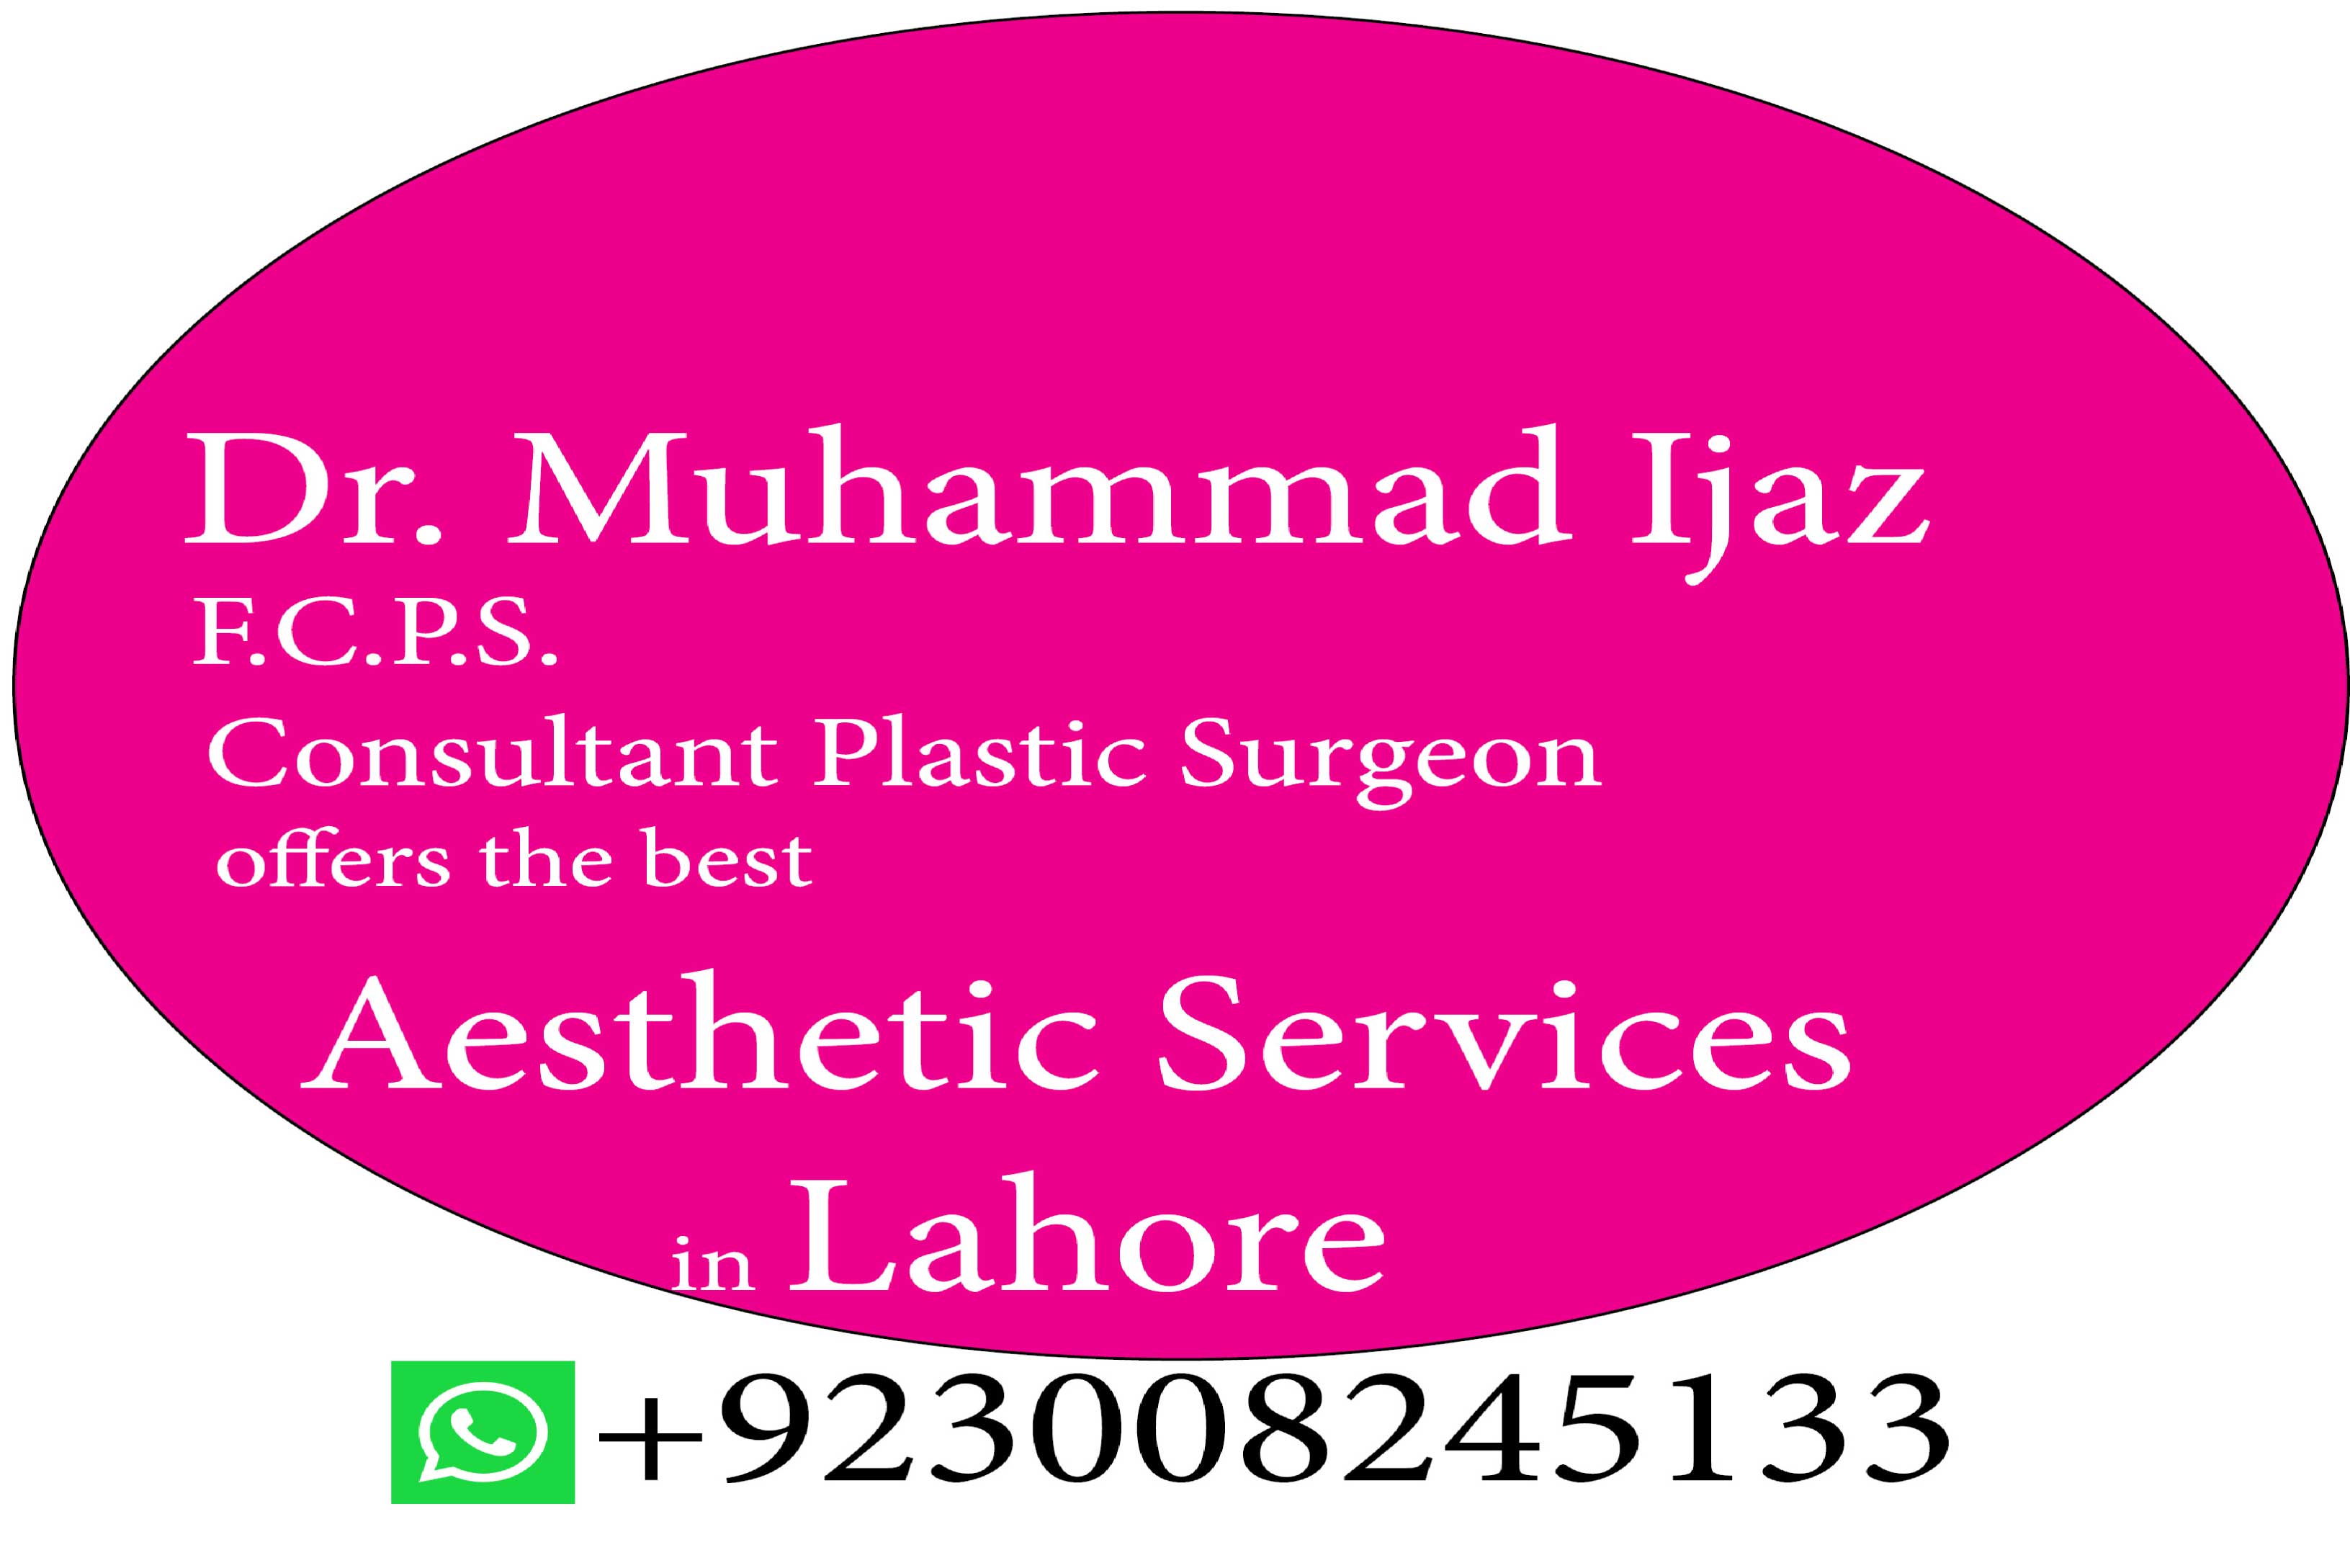 Dr. Muhammad Ijaz
F.C.P.S.
Consultant Plastic Surgeon
offers the best
Aesthetic Services
in Lahore
+923008245133